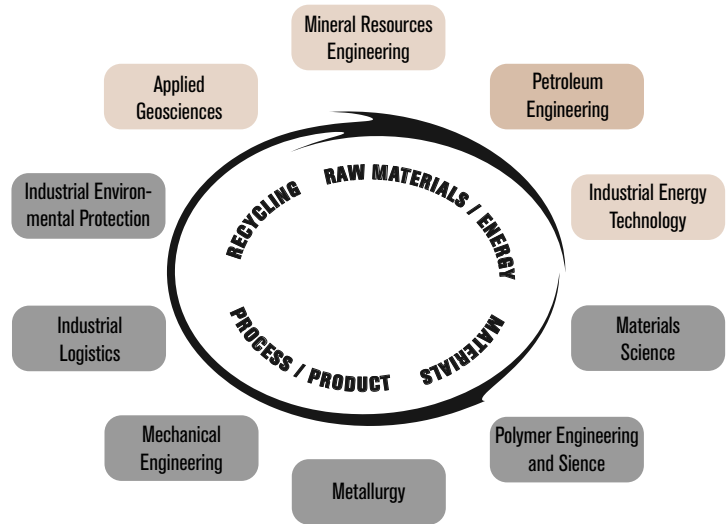 Mineral Resources
Engineering
Applied
Geosciences
Petroleum
Engineering
Industrial Environ-
mental Protection
RECYCLING
RAW MATERIALS / ENERGY
Industrial Energy
Technology
Industrial
Logistics
PROCESS / PRODUCT
MATERIALS
Materials
Science
Mechanical
Engineering
Metallurgy
Polymer Engineering
and Sience